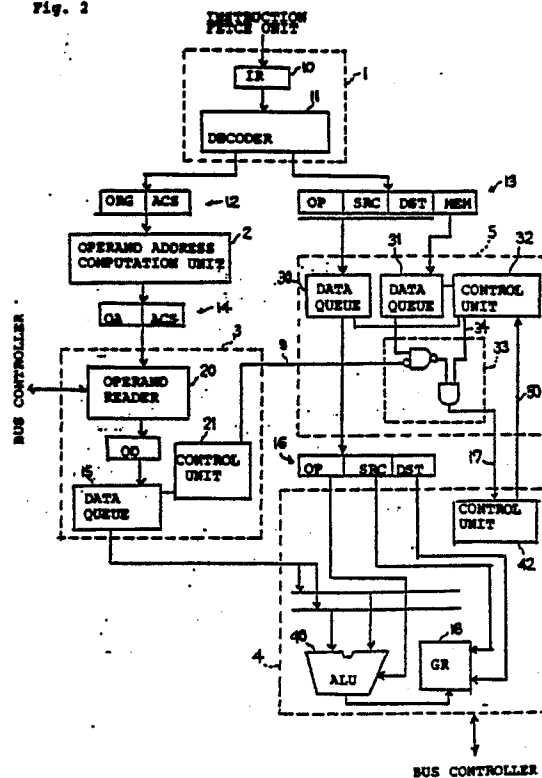 Fig. 2
INSTRUCTION
FETCH UNIT
IR
10
1
11
DECODER
ORG ACS
12
OP SRC DST MEM
13
2
OPERAND ADDRESS
COMPUTATION UNIT
5
30
DATA
QUEUE
31
DATA
QUEUE
32
CONTROL
UNIT
34
33
OA ACS
14
3
9
BUS CONTROLLER
OPERAND
READER
20
OD
21
CONTROL
UNIT
15
DATA
QUEUE
16
OP SRC DST
17
50
CONTROL
UNIT
42
4
40
ALU
18
GR
BUS CONTROLLER